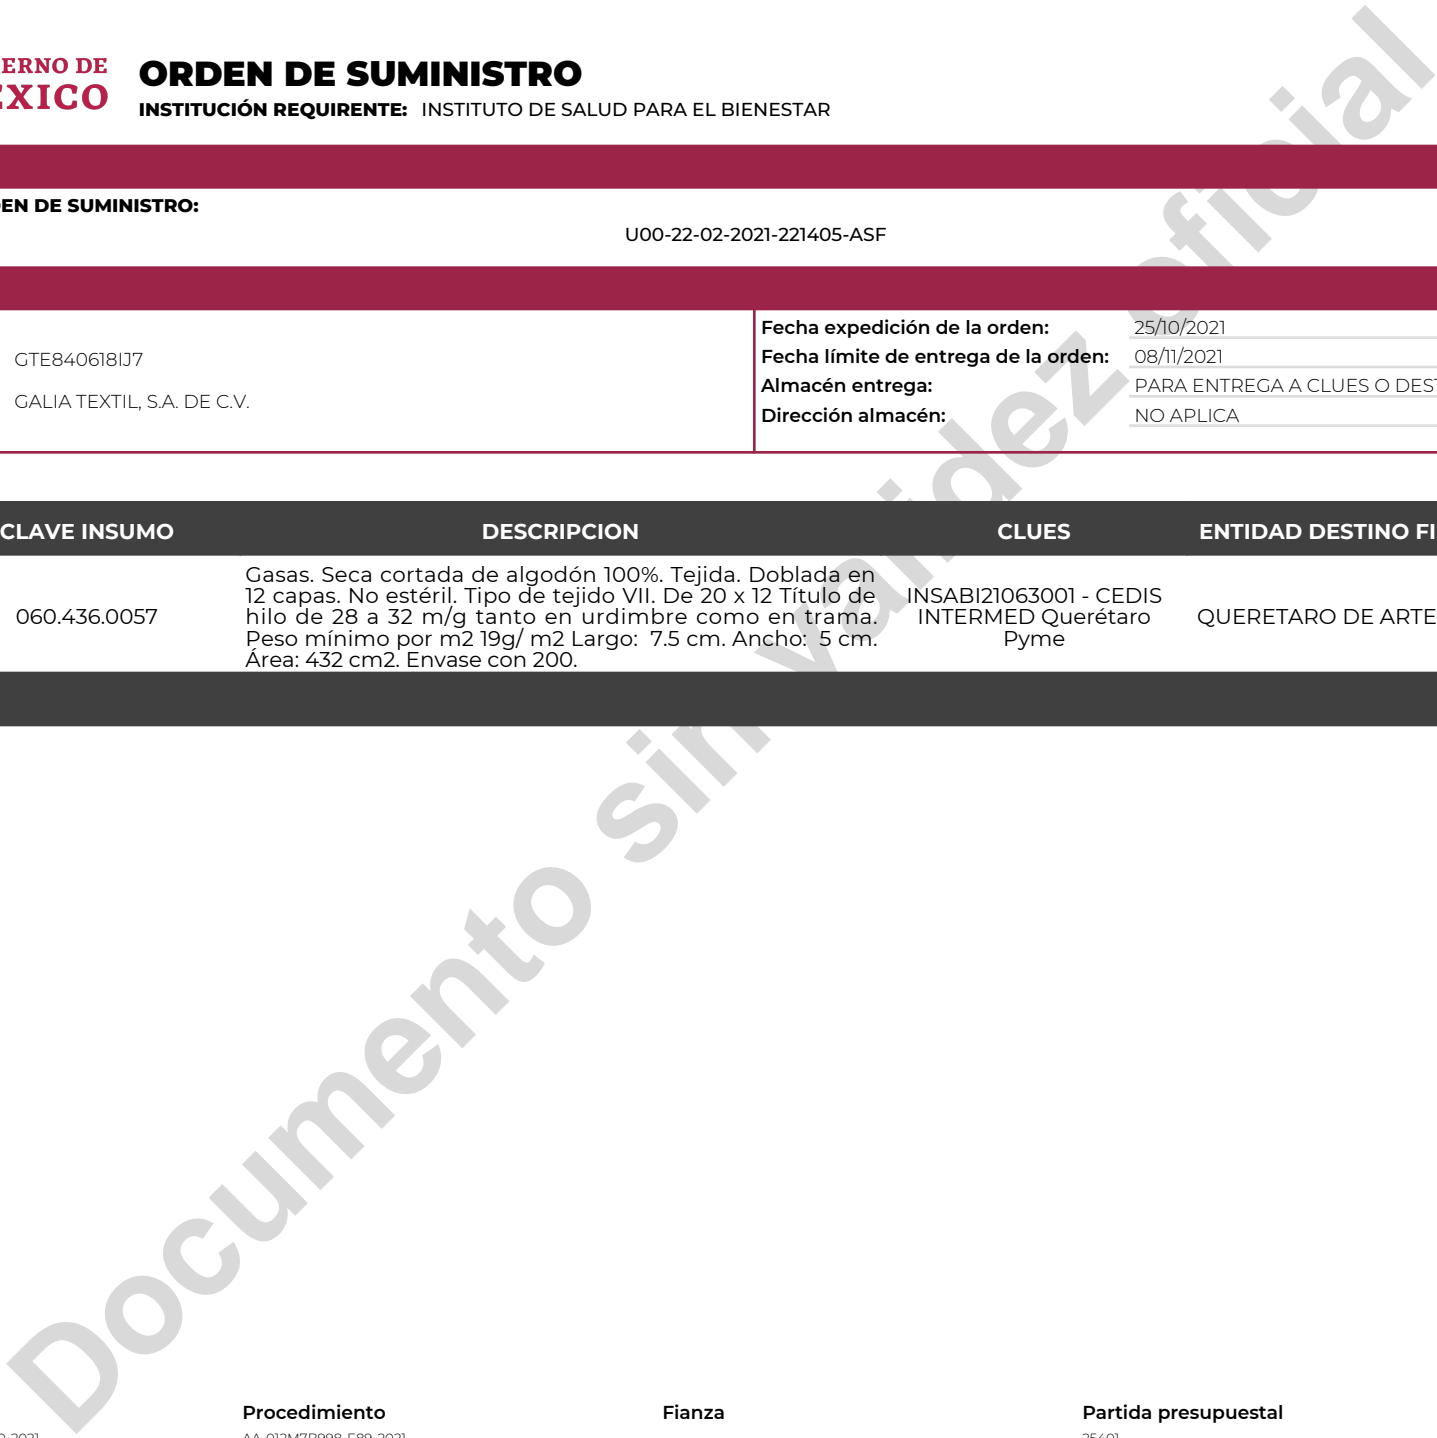 ERNO DE
EXICO
ORDEN DE SUMINISTRO
INSTITUCIÓN REQUIRENTE: INSTITUTO DE SALUD PARA EL BIENESTAR
EN DE SUMINISTRO:
U00-22-02-2021-221405-ASF
GTE840618IJ7
GALIA TEXTIL, S.A. DE C.V.
Fecha expedición de la orden: 25/10/2021
Fecha límite de entrega de la orden: 08/11/2021
Almacén entrega: PARA ENTREGA A CLUES O DEST
Dirección almacén: NO APLICA
CLAVE INSUMO DESCRIPCION CLUES ENTIDAD DESTINO FI
060.436.0057
Gasas. Seca cortada de algodón 100%. Tejida. Doblada en
12 capas. No estéril. Tipo de tejido VII. De 20 x 12 Título de
hilo de 28 a 32 m/g tanto en urdimbre como en trama.
Peso mínimo por m2 19g/ m2 Largo: 7.5 cm. Ancho: 5 cm.
Área: 432 cm2. Envase con 200.
INSABI21063001 - CEDIS
INTERMED Querétaro
Pyme
QUERETARO DE ARTE
Documento sin validez oficial
Procedimiento Fianza Partida presupuestal